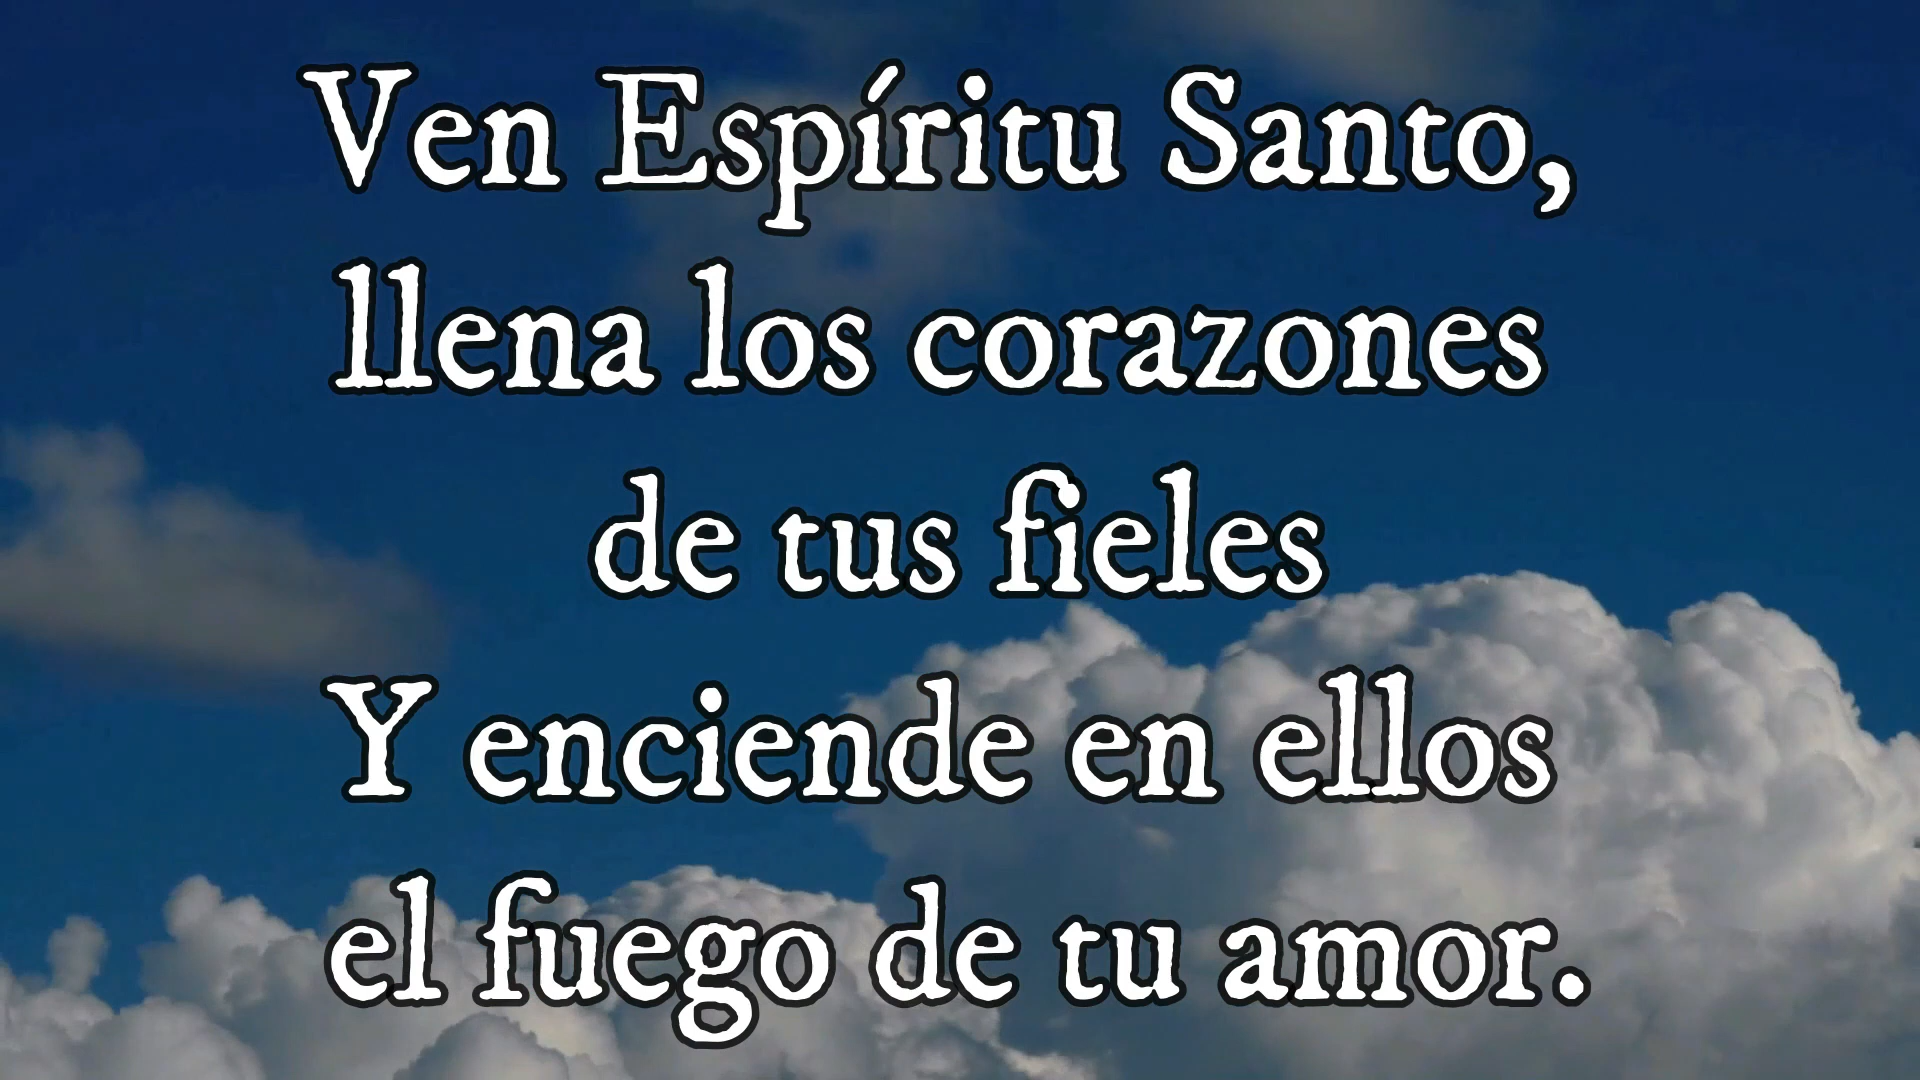 Ven Espíritu Santo,
llena los corazones
de tus fieles
Y enciende en ellos
el fuego de tu amor.